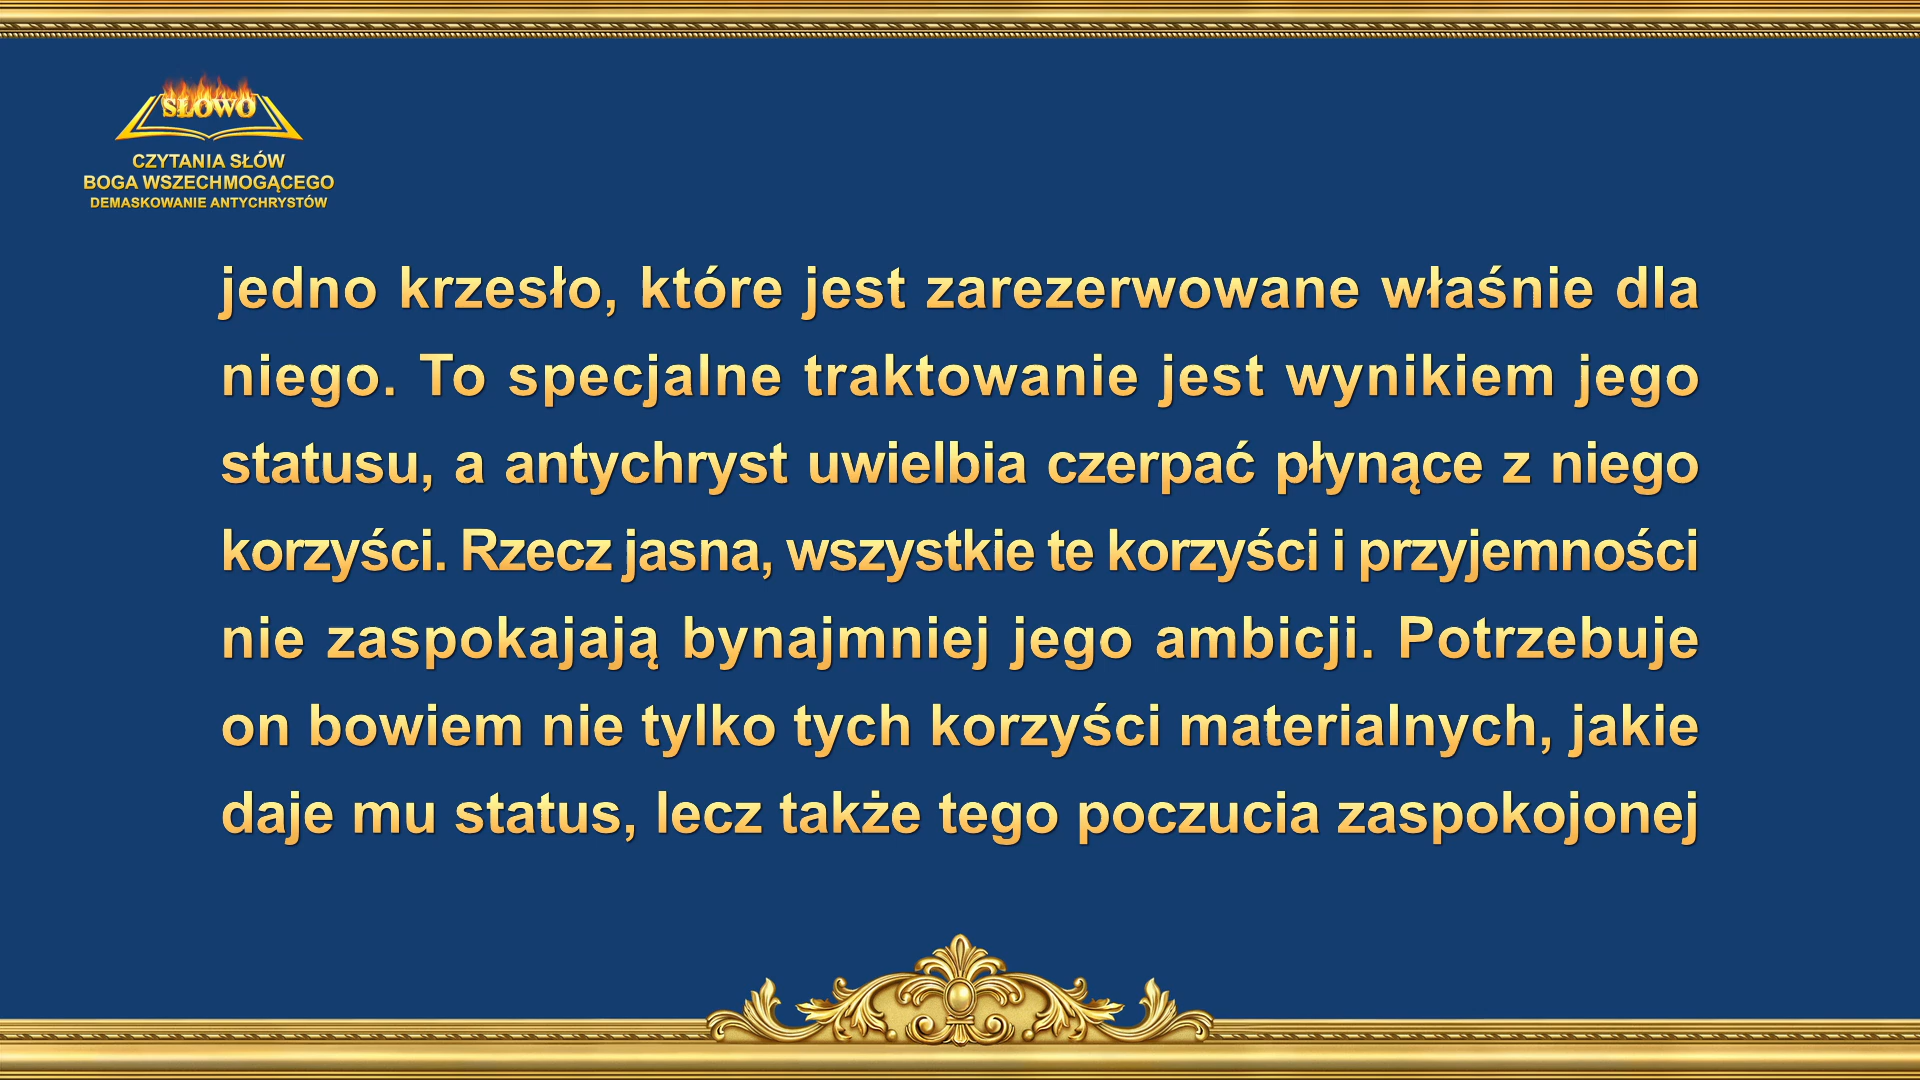 SŁOWO
CZYTANIA SŁÓW
BOGA WSZECHMOGĄCEGO
DEMASKOWANIE ANTYCHRYSTÓW
jedno krzesło, które jest zarezerwowane właśnie dla
niego. To specjalne traktowanie jest wynikiem jego
statusu, a antychryst uwielbia czerpać płynące z niego
korzyści. Rzecz jasna, wszystkie te korzyści i przyjemności
nie zaspokajają bynajmniej jego ambicji. Potrzebuje
on bowiem nie tylko tych korzyści materialnych, jakie
daje mu status, lecz także tego poczucia zaspokojonej